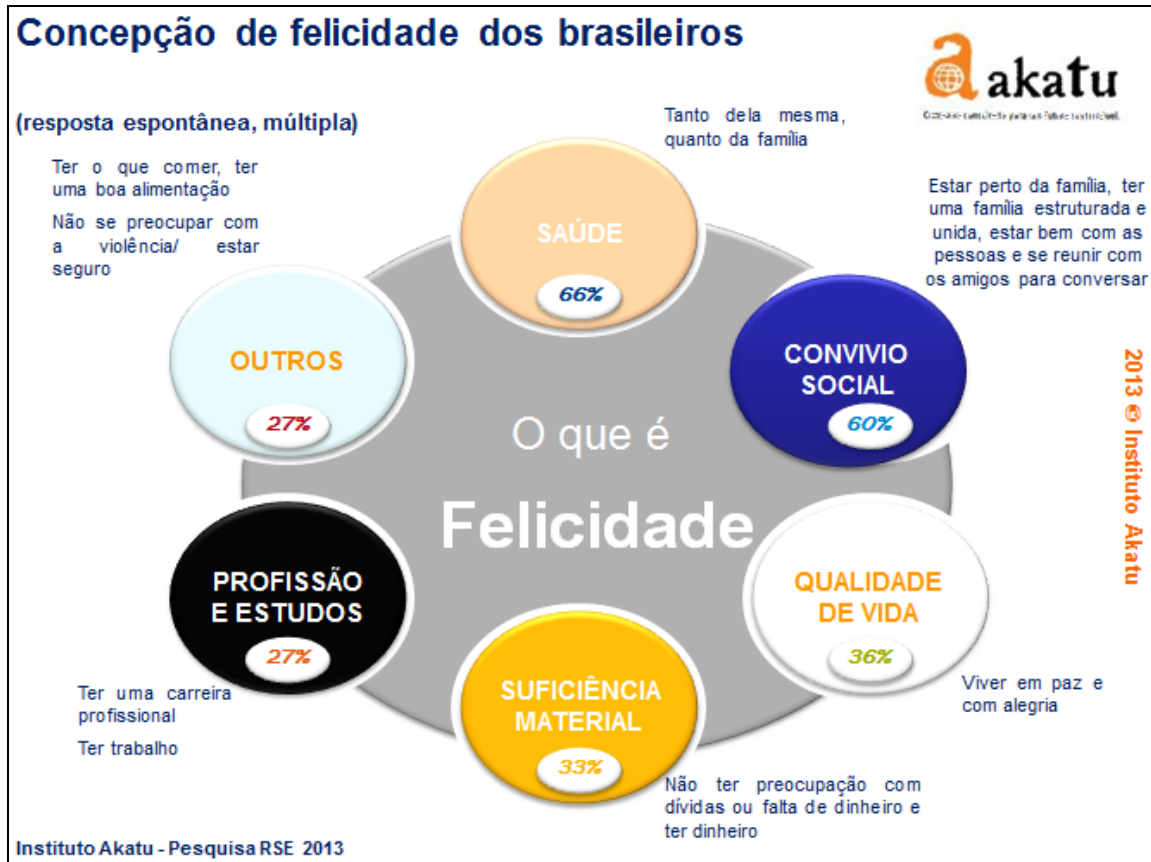 Concepção de felicidade dos brasileiros
akatu
(resposta espontânea, múltipla)
Tanto dela mesma,
quanto da família
Ter o que comer, ter
uma boa alimentação
Não se preocupar com
a violência/ estar
seguro
Estar perto da família, ter
uma família estruturada e
unida, estar bem com as
pessoas e se reunir com
os amigos para conversar
SAÚDE
66%
CONVIVIO
SOCIAL
60%
OUTROS
27%
O que é
Felicidade
PROFISSÃO
E ESTUDOS
27%
QUALIDADE
DE VIDA
36%
SUFICIÊNCIA
MATERIAL
33%
Ter uma carreira
profissional
Ter trabalho
Viver em paz e
com alegria
Não ter preocupação com
dívidas ou falta de dinheiro e
ter dinheiro
2013 © Instituto Akatu
Instituto Akatu - Pesquisa RSE 2013